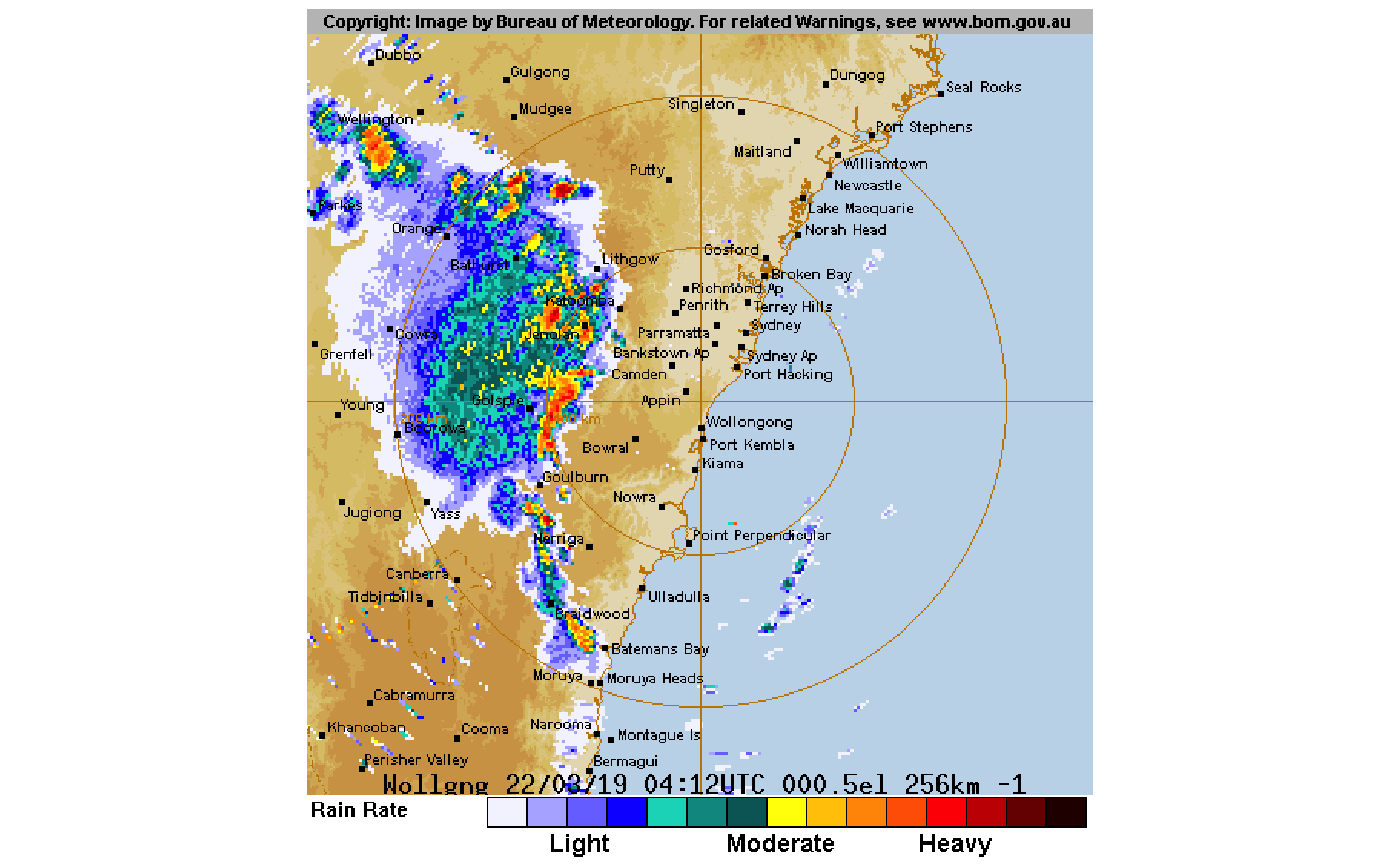 Copyright: Image by Bureau of Meteorology. For related Warnings, see www.bom.gov.au
Dubbo
Gulgong
Dungog
Seal Rocks
Mudgee
Singleton
Wellington
Port Stephens
Maitland
Williamtown
Putty
Newcastle
Parkes
Lake Macquarie
Orange
Norah Head
Gosford
Lithgow
Bathurst
Broken Bay
Richmond Ap
Katoomba
Penrith
Terrey Hills
Sydney
Cowra
Jenolan
Parramatta
Grenfell
Bankstown Ap
Sydney Ap
Camden
Port Hacking
Young
Golspie
Appin
km
Boorowa
Wollongong
Bowral
Port Kembla
Kiama
Goulburn
Nowra
Jugiong
Yass
Nerriga
Point Perpendicular
Canberra
Tidbinbilla
Ulladulla
Braidwood
Batemans Bay
Moruya
Moruya Heads
Cabramurra
Khancoban
Cooma
Narooma
Montague Is
Perisher Valley
Bermagui
Wollgng 22/03/19 04:12UTC 000.5el 256km -1
Rain Rate
Light
Moderate
Heavy